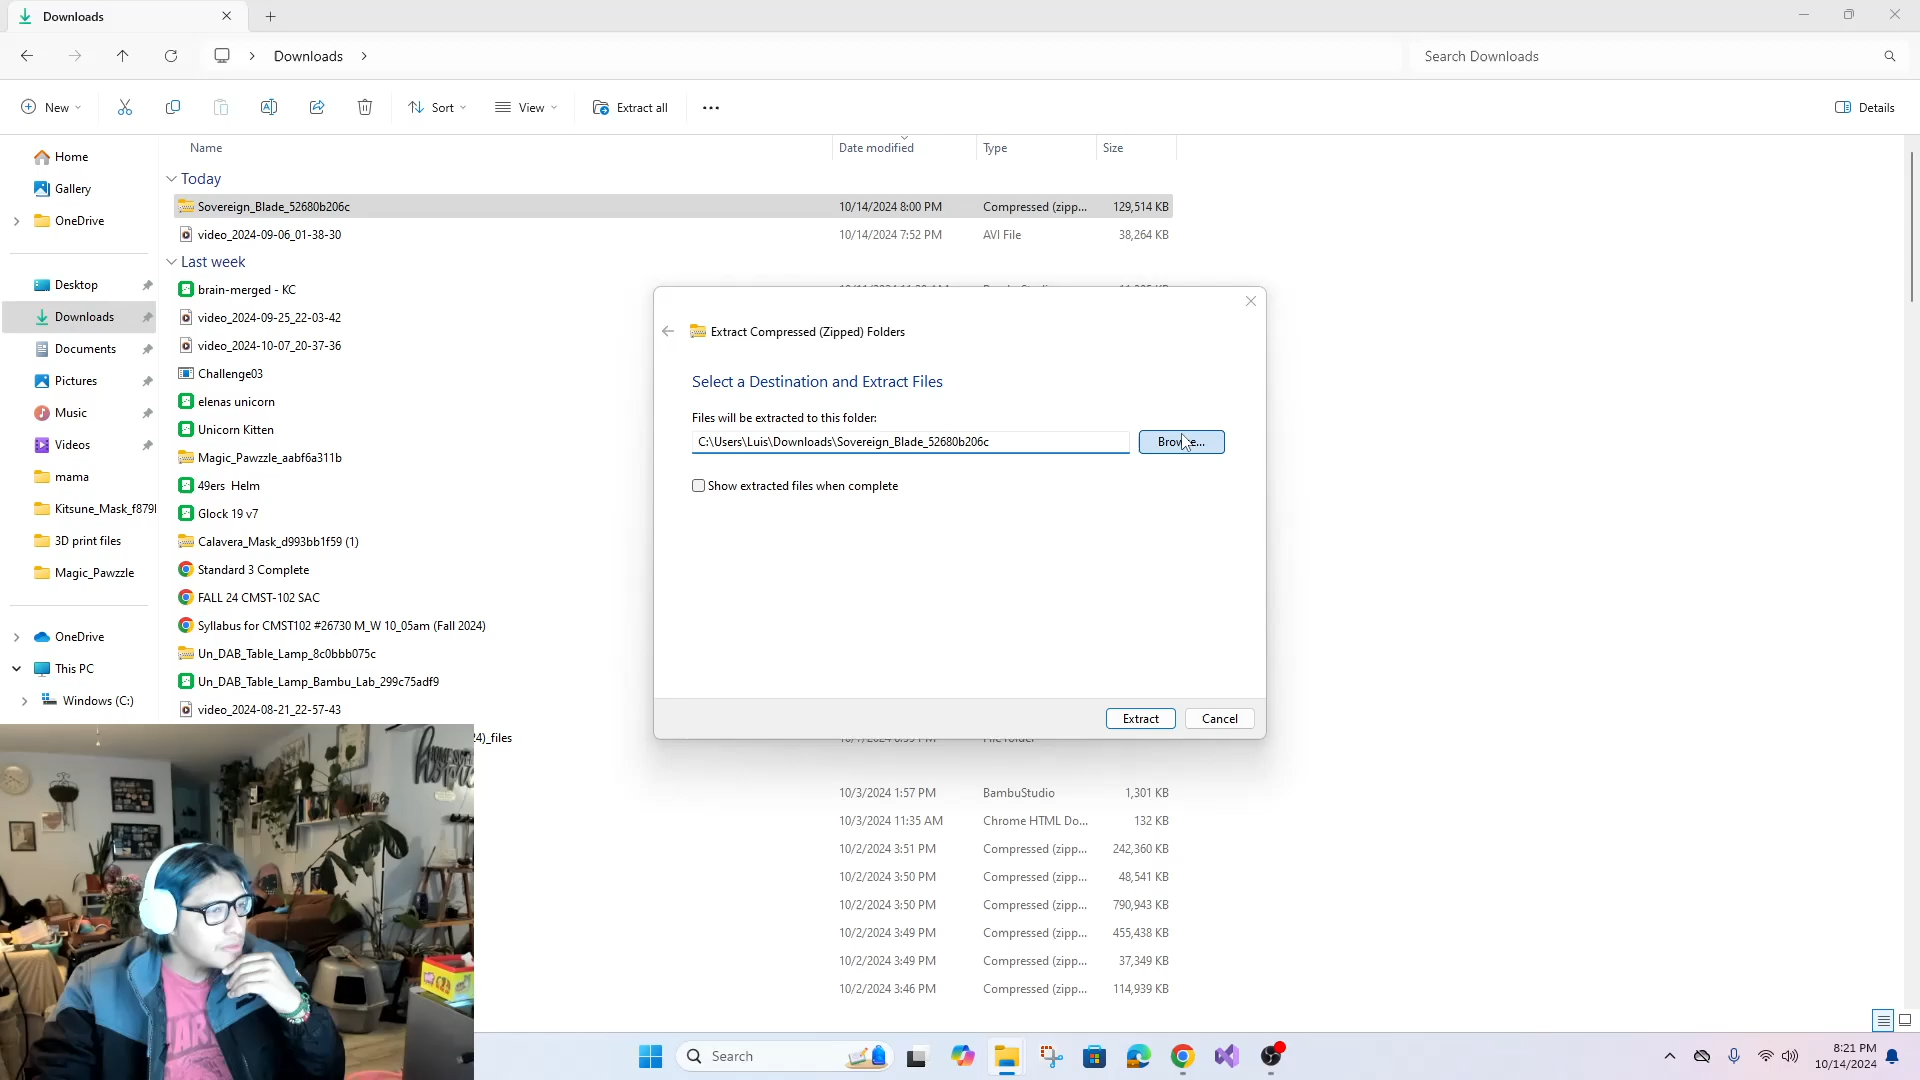 Downloads
Downloads
Search Downloads
New
Sort
View
Extract all
Details
Name
Date modified
Type
Size
Home
Gallery
OneDrive
Desktop
Downloads
Documents
Pictures
Music
Videos
mama
Kitsune_Mask_f879
3D print files
Magic_Pawzzle
OneDrive
This PC
Windows (C:)
Today
Sovereign_Blade_52680b206c 10/14/2024 8:00 PM Compressed (zipp... 129,514 KB
video_2024-09-06_01-38-30 10/14/2024 7:52 PM AVI File 38,264 KB
Last week
brain-merged - KC
video_2024-09-25_22-03-42
video_2024-10-07_20-37-36
Challenge03
elenas unicorn
Unicorn Kitten
Magic_Pawzzle_aabf6a311b
49ers Helm
Glock 19 v7
Calavera_Mask_d993bb1f59 (1)
Standard 3 Complete
FALL 24 CMST-102 SAC
Syllabus for CMST102 #26730 M_W 10_05am (Fall 2024)
Un_DAB_Table_Lamp_8c0bbb075c
Un_DAB_Table_Lamp_Bambu_Lab_299c75adf9
video_2024-08-21_22-57-43
4)_files
10/3/2024 1:57 PM BambuStudio 1,301 KB
10/3/2024 11:35 AM Chrome HTML Do... 132 KB
10/2/2024 3:51 PM Compressed (zipp... 242,360 KB
10/2/2024 3:50 PM Compressed (zipp... 48,541 KB
10/2/2024 3:50 PM Compressed (zipp... 790,943 KB
10/2/2024 3:49 PM Compressed (zipp... 455,438 KB
10/2/2024 3:49 PM Compressed (zipp... 37,349 KB
10/2/2024 3:46 PM Compressed (zipp... 114,939 KB
Extract Compressed (Zipped) Folders
Select a Destination and Extract Files
Files will be extracted to this folder:
C:\Users\Luis\Downloads\Sovereign_Blade_52680b206c
Browse...
Show extracted files when complete
Extract
Cancel
Search
8:21 PM
10/14/2024